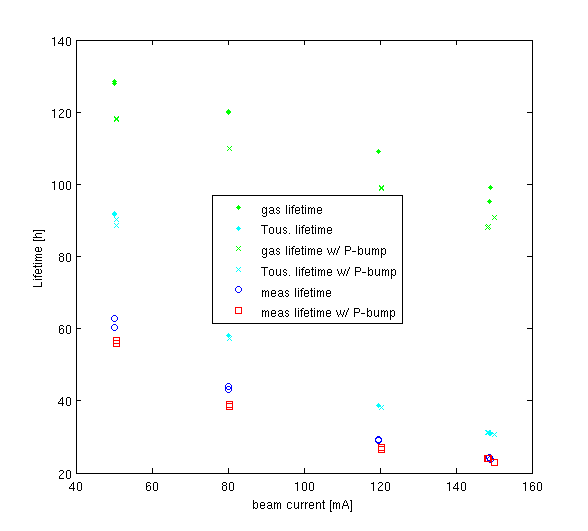 140
120
100
80
60
40
20
Lifetime [h]
gas lifetime
Tous. lifetime
gas lifetime w/ P-bump
Tous. lifetime w/ P-bump
meas lifetime
meas lifetime w/ P-bump
40 60 80 100 120 140 160
beam current [mA]